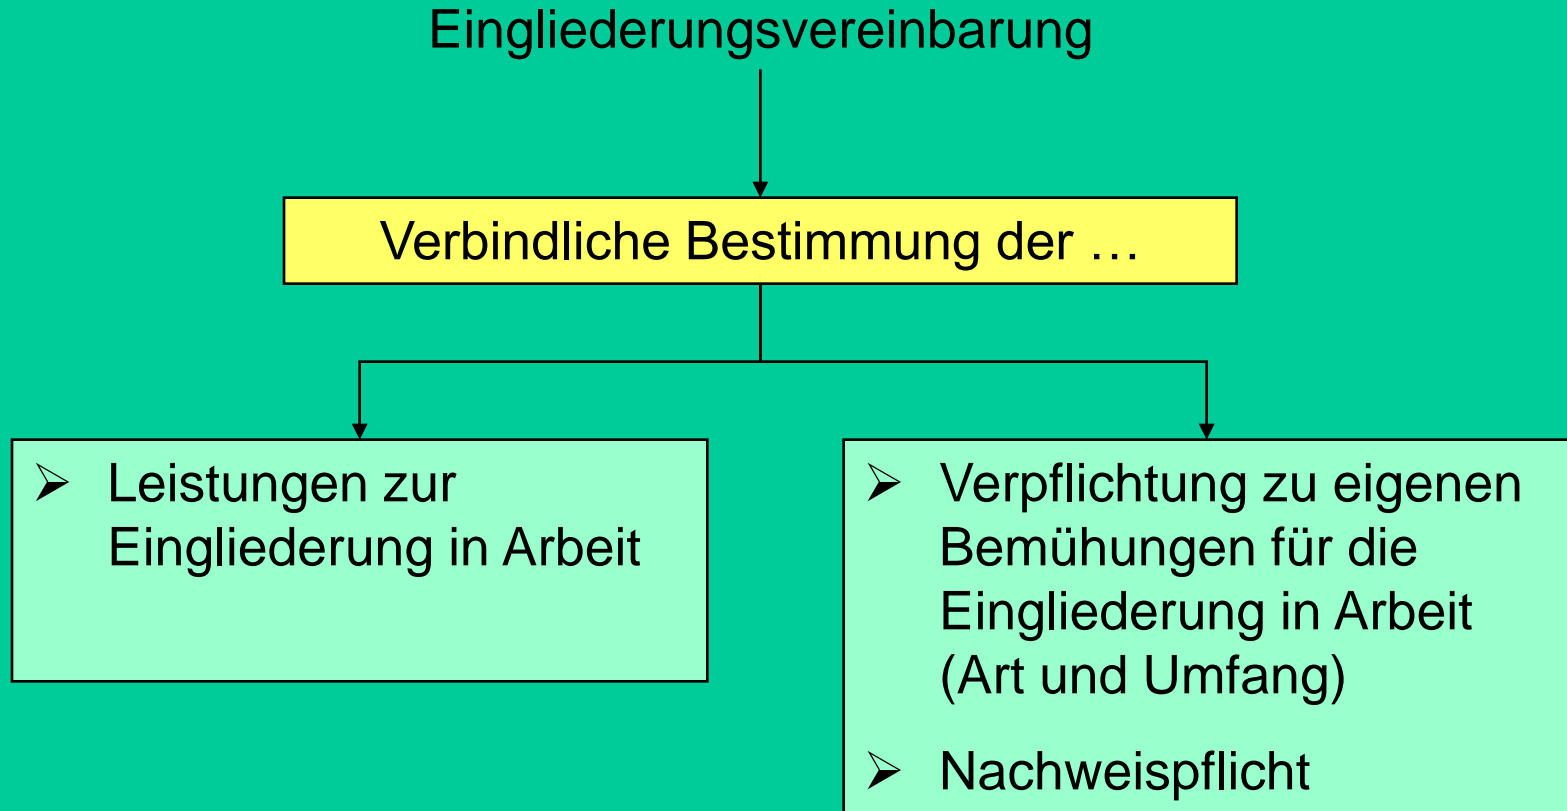 Eingliederungsvereinbarung
Verbindliche Bestimmung der …
➢ Leistungen zur
Eingliederung in Arbeit
➢ Verpflichtung zu eigenen
Bemühungen für die
Eingliederung in Arbeit
(Art und Umfang)
➢ Nachweispflicht